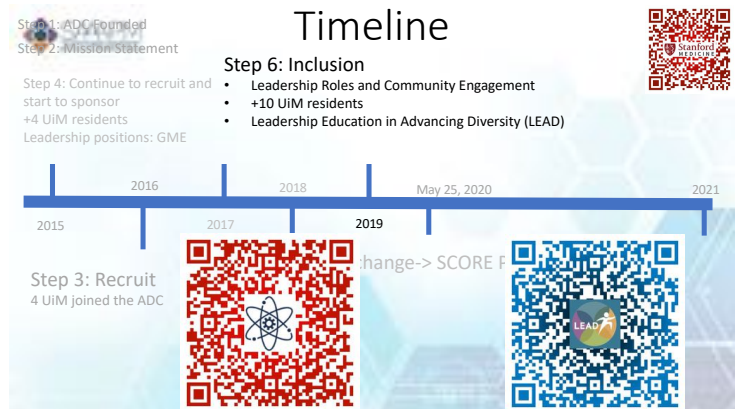 Timeline
Step 1: ADC Founded
Step 2: Mission Statement
Stanford
MEDICINE
Step 6: Inclusion
• Leadership Roles and Community Engagement
• +10 UiM residents
• Leadership Education in Advancing Diversity (LEAD)
Step 4: Continue to recruit and
start to sponsor
+4 UiM residents
Leadership positions: GME
2016
2018
May 25, 2020
2021
2015
2017
2019
Step 3: Recruit
4 UiM joined the ADC
hange-> SCORE
LEAD